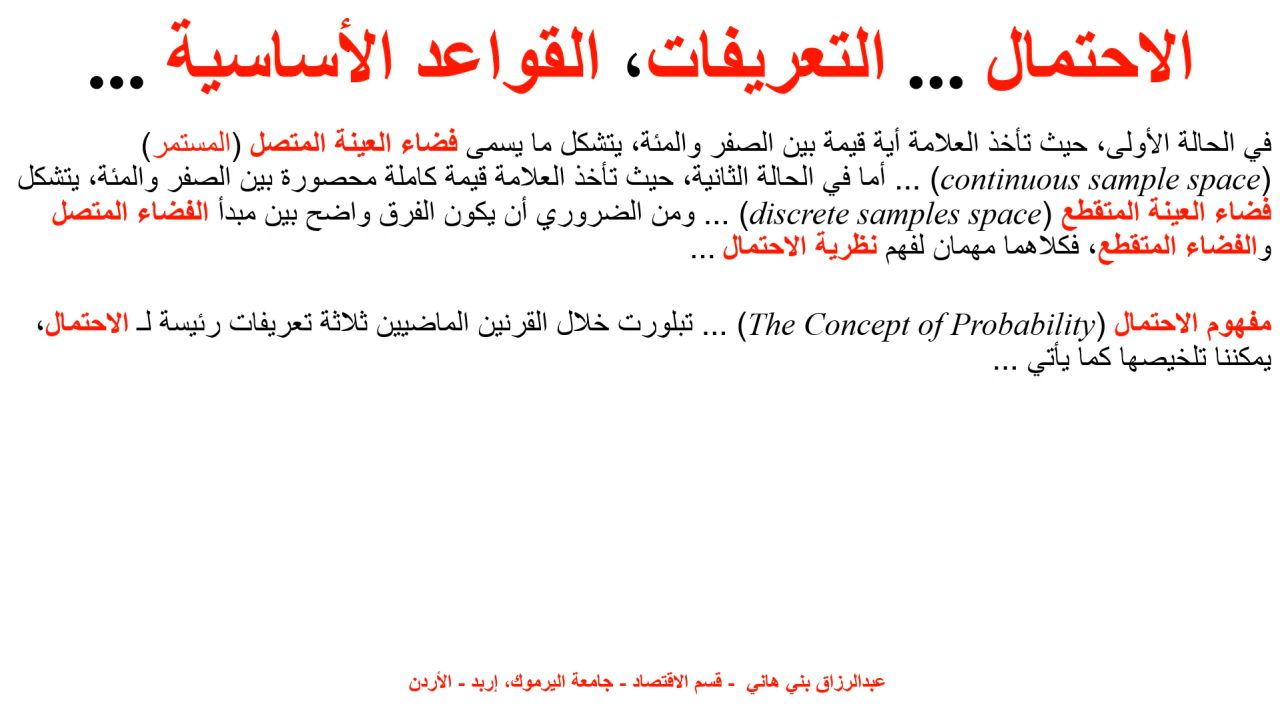 الاحتمال ... التعريفات، القواعد الأساسية ...
في الحالة الأولى، حيث تأخذ العلامة أية قيمة بين الصفر والمئة، يتشكل ما يسمى فضاء العينة المتصل (المستمر)
(continuous sample space) ... أما في الحالة الثانية، حيث تأخذ العلامة قيمة كاملة محصورة بين الصفر والمئة، يتشكل
فضاء العينة المتقطع (discrete samples space) ... ومن الضروري أن يكون الفرق واضح بين مبدأ الفضاء المتصل
والفضاء المتقطع، فكلاهما مهمان لفهم نظرية الاحتمال ...
مفهوم الاحتمال (The Concept of Probability) ... تبلورت خلال القرنين الماضيين ثلاثة تعريفات رئيسة لـ الاحتمال،
يمكننا تلخيصها كما يأتي ...
عبدالرزاق بني هاني - قسم الاقتصاد - جامعة اليرموك، إربد - الأردن